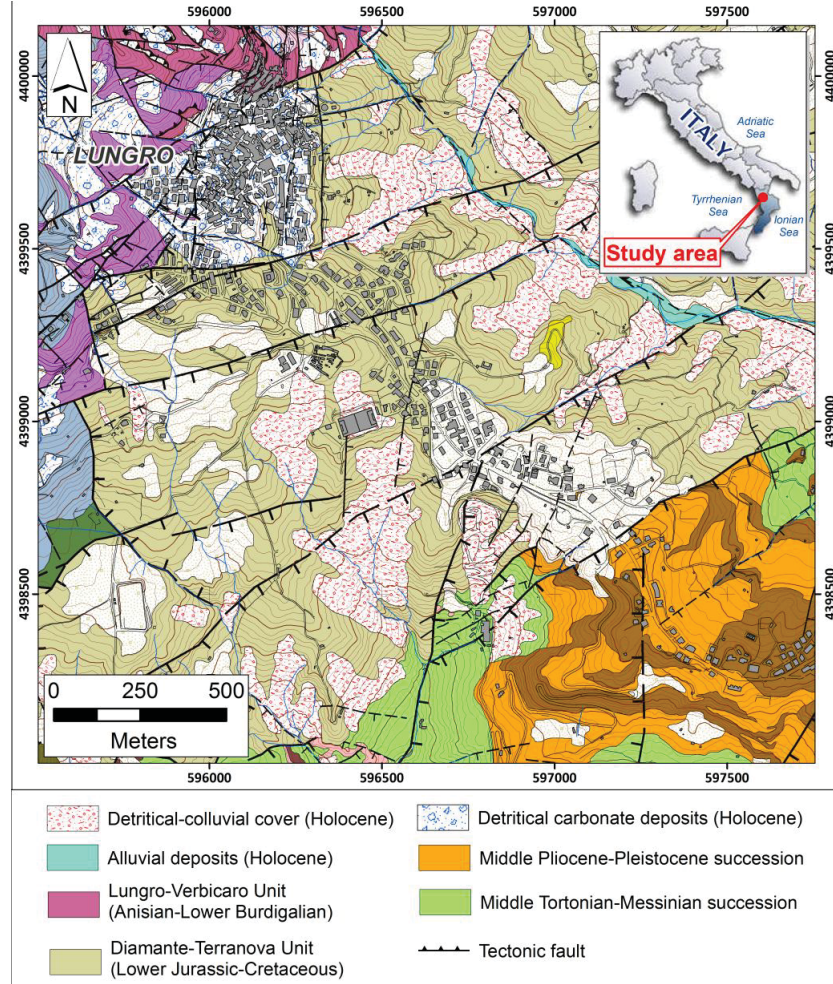 596000 596500 597000 597500
4400000
4400000
N
LUNGRO
ITALY
Adriatic
Sea
Tyrrhenian
Sea
Ionian
Sea
Study area
4399500
4399500
4399000
4399000
4398500
4398500
0 250 500
Meters
596000 596500 597000 597500
Detritical-colluvial cover (Holocene)
Detritical carbonate deposits (Holocene)
Alluvial deposits (Holocene)
Middle Pliocene-Pleistocene succession
Lungro-Verbicaro Unit
(Anisian-Lower Burdigalian)
Middle Tortonian-Messinian succession
Diamante-Terranova Unit
(Lower Jurassic-Cretaceous)
Tectonic fault